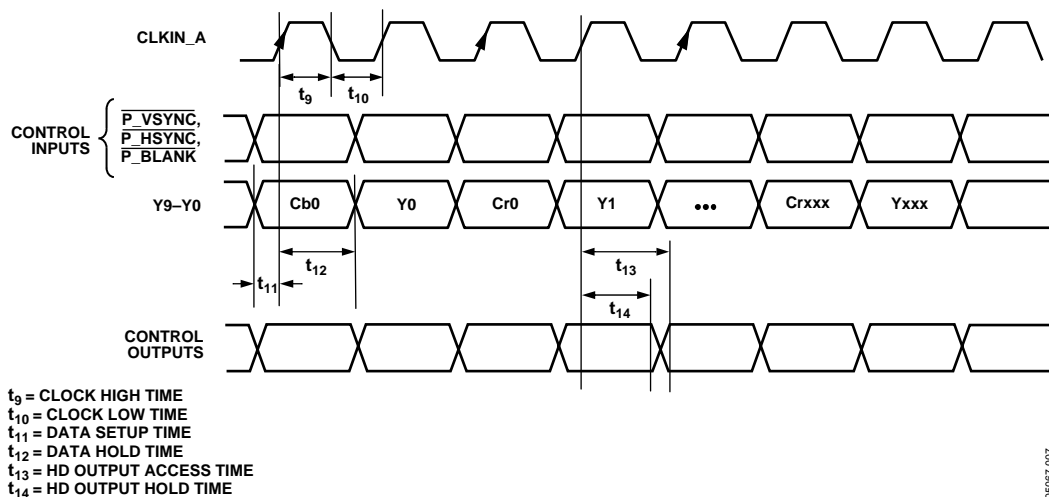 CLKIN_A
t9
t10
CONTROL
INPUTS
P_VSYNC,
P_HSYNC,
P_BLANK
Y9–Y0
Cb0
Y0
Cr0
Y1
•••
Crxxx
Yxxx
t12
t11
t13
t14
CONTROL
OUTPUTS
t9 = CLOCK HIGH TIME
t10 = CLOCK LOW TIME
t11 = DATA SETUP TIME
t12 = DATA HOLD TIME
t13 = HD OUTPUT ACCESS TIME
t14 = HD OUTPUT HOLD TIME